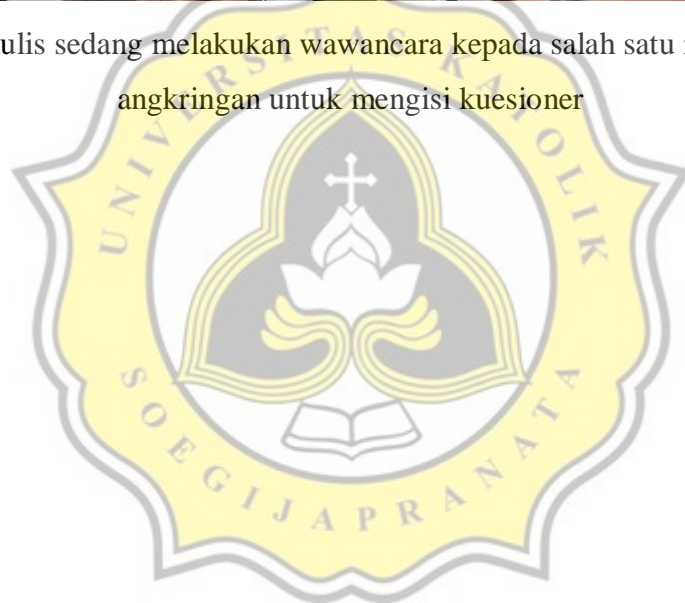 ulis sedang melakukan wawancara kepada salah satu
angkringan untuk mengisi kuesioner
UNIVERSITAS KATOLIK
SOEGIJAPRANATA